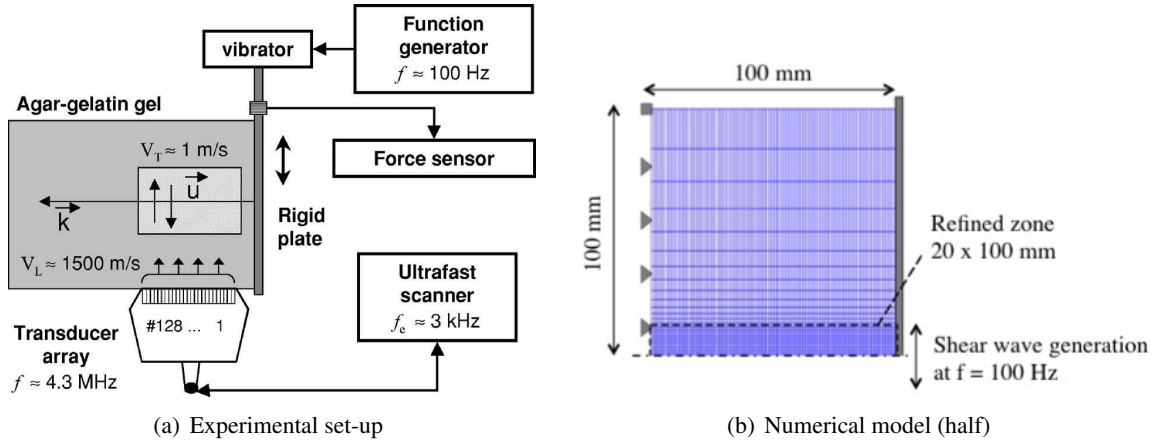 vibrator
Function
generator
f ≈ 100 Hz
Agar-gelatin gel
Force sensor
V_T ≈ 1 m/s
u
k
Rigid
plate
V_L ≈ 1500 m/s
Ultrafast
scanner
f_e ≈ 3 kHz
#128 ... 1
Transducer
array
f ≈ 4.3 MHz
(a) Experimental set-up
100 mm
100 mm
Refined zone
20 x 100 mm
Shear wave generation
at f = 100 Hz
(b) Numerical model (half)